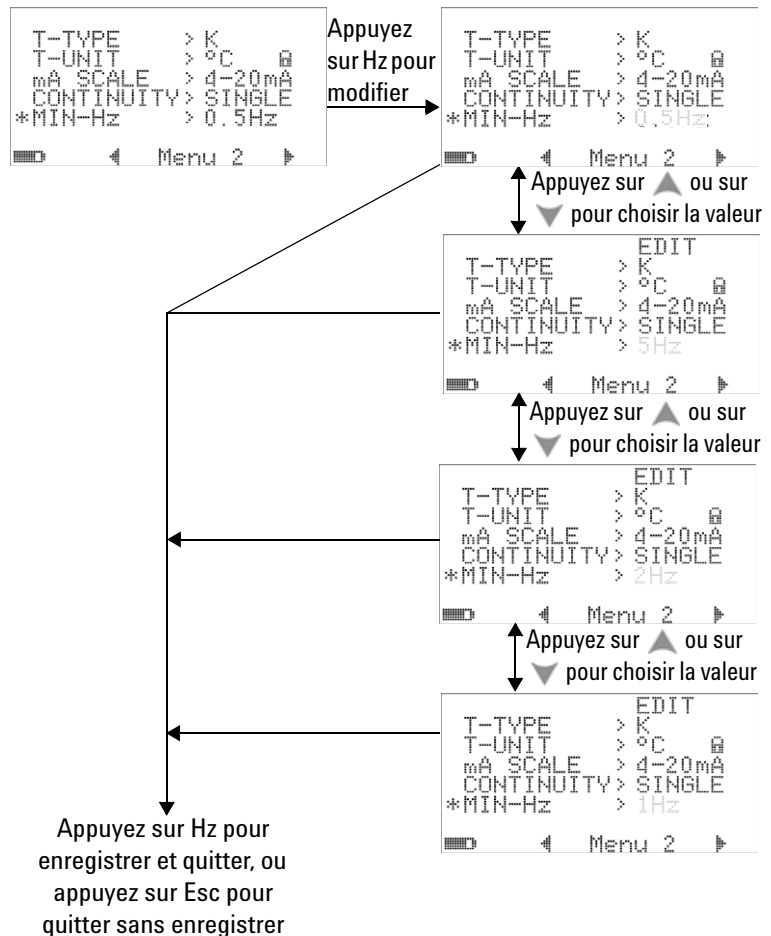 T-TYPE > K
T-UNIT > °C
mA SCALE > 4-20mA
CONTINUITY> SINGLE
*MIN-Hz > 0.5Hz
Menu 2
Appuyez
sur Hz pour
modifier
T-TYPE > K
T-UNIT > °C
mA SCALE > 4-20mA
CONTINUITY> SINGLE
*MIN-Hz > 0.5Hz
Menu 2
Appuyez sur ▲ ou sur
▼ pour choisir la valeur
EDIT
T-TYPE > K
T-UNIT > °C
mA SCALE > 4-20mA
CONTINUITY> SINGLE
*MIN-Hz > 5Hz
Menu 2
Appuyez sur ▲ ou sur
▼ pour choisir la valeur
EDIT
T-TYPE > K
T-UNIT > °C
mA SCALE > 4-20mA
CONTINUITY> SINGLE
*MIN-Hz > 2Hz
Menu 2
Appuyez sur ▲ ou sur
▼ pour choisir la valeur
EDIT
T-TYPE > K
T-UNIT > °C
mA SCALE > 4-20mA
CONTINUITY> SINGLE
*MIN-Hz > 1Hz
Menu 2
Appuyez sur Hz pour
enregistrer et quitter, ou
appuyez sur Esc pour
quitter sans enregistrer